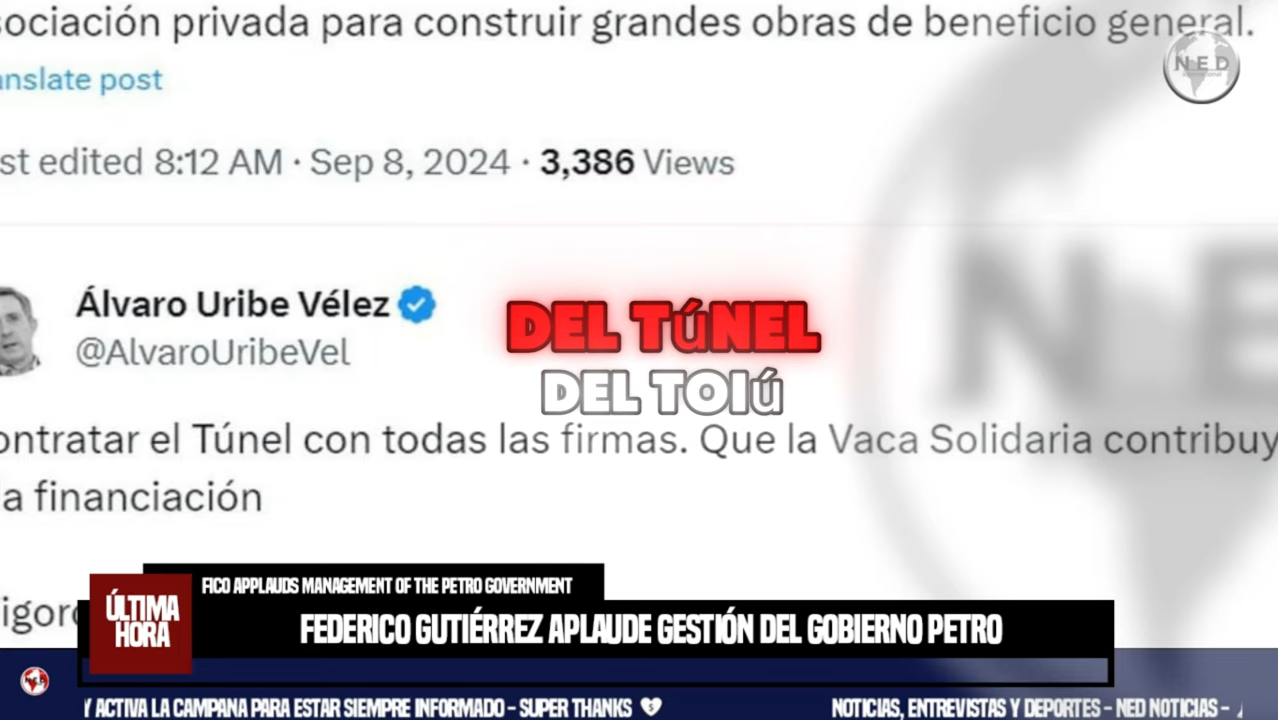 sociación privada para construir grandes obras de beneficio general.
anslate post
st edited 8:12 AM · Sep 8, 2024 · 3,386 Views
NED
Álvaro Uribe Vélez
@AlvaroUribeVel
DEL TúNEL
DEL TOIú
NE
ontratar el Túnel con todas las firmas. Que la Vaca Solidaria contribuy
a financiación
igoro
FICO APPLAUDS MANAGEMENT OF THE PETRO GOVERNMENT
ÚLTIMA
HORA
FEDERICO GUTIÉRREZ APLAUDE GESTIÓN DEL GOBIERNO PETRO
Y ACTIVA LA CAMPANA PARA ESTAR SIEMPRE INFORMADO - SUPER THANKS
NOTICIAS, ENTREVISTAS Y DEPORTES - NED NOTICIAS -